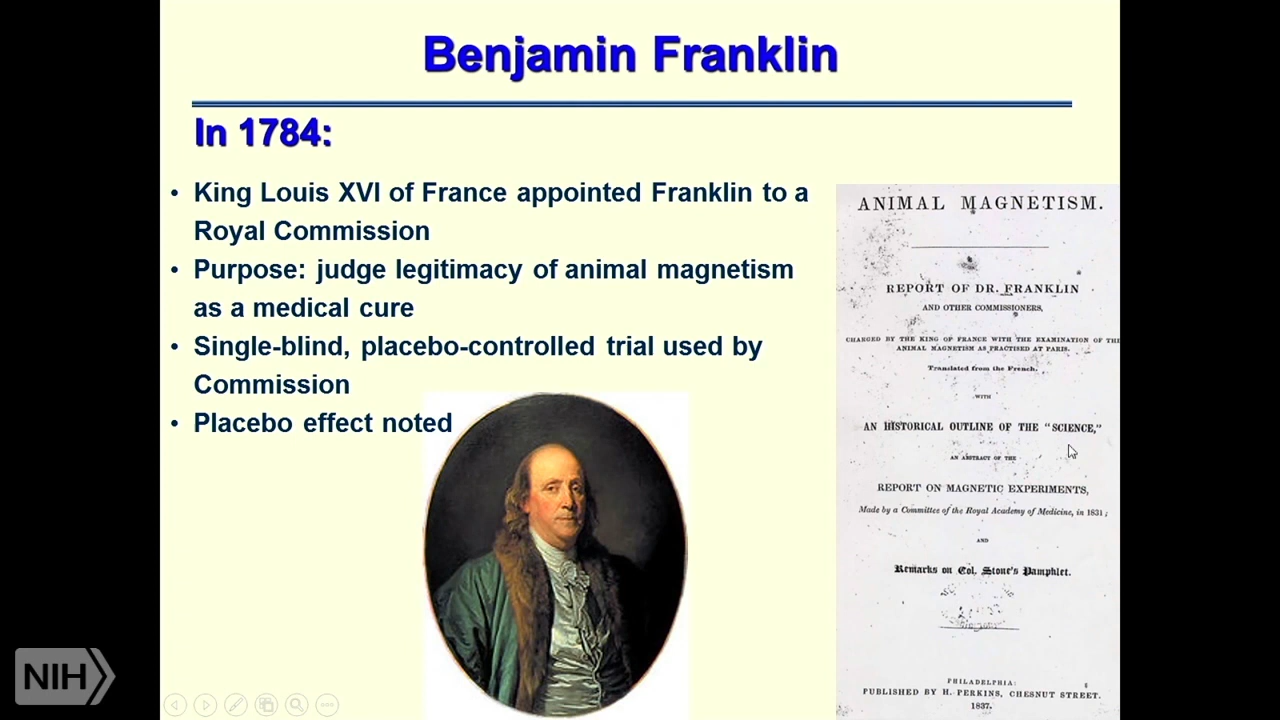 Benjamin Franklin
In 1784:
• King Louis XVI of France appointed Franklin to a
Royal Commission
• Purpose: judge legitimacy of animal magnetism
as a medical cure
• Single-blind, placebo-controlled trial used by
Commission
• Placebo effect noted
ANIMAL MAGNETISM.
REPORT OF DR. FRANKLIN
AND OTHER COMMISSIONERS,
CHARGED BY THE KING OF FRANCE WITH THE EXAMINATION OF THE
ANIMAL MAGNETISM AS PRACTISED AT PARIS.
Translated from the French.
WITH
AN HISTORICAL OUTLINE OF THE "SCIENCE,"
AN ABSTRACT OF THE
REPORT ON MAGNETIC EXPERIMENTS,
Made by a Committee of the Royal Academy of Medicine, in 1831;
AND
Remarks on Col. Stone's Pamphlet.
PHILADELPHIA:
PUBLISHED BY H. PERKINS, CHESNUT STREET.
1837.
NIH